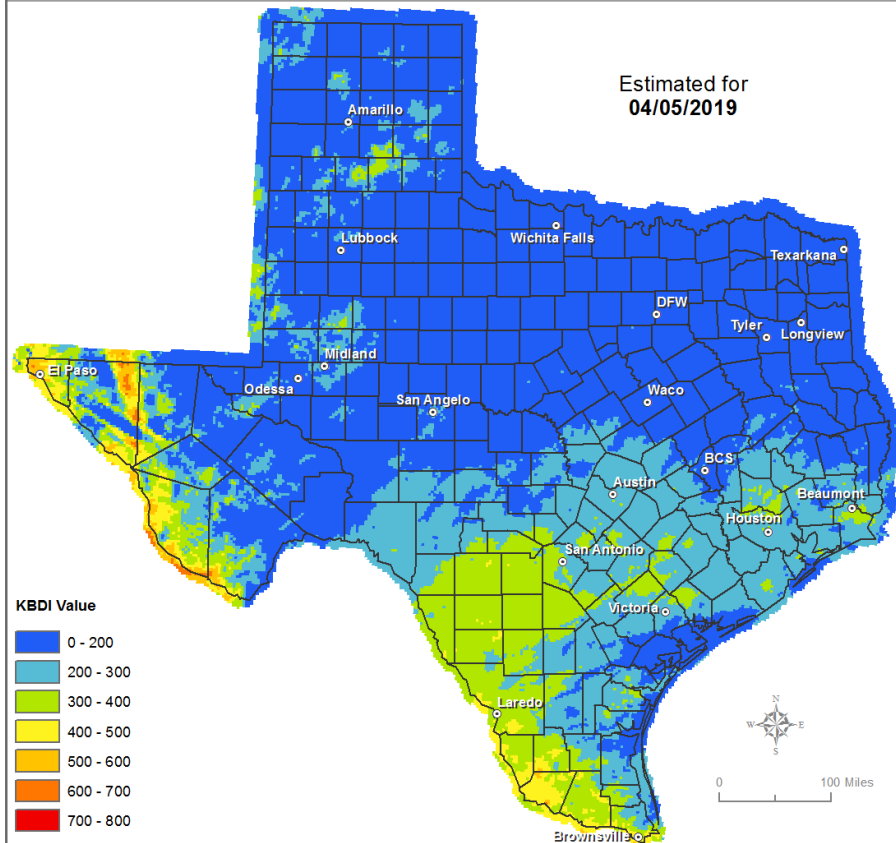 Estimated for
04/05/2019
Amarillo
Lubbock
Wichita Falls
Texarkana
DFW
Tyler
Longview
Midland
El Paso
Odessa
San Angelo
Waco
BCS
Austin
Beaumont
Houston
San Antonio
Victoria
Laredo
Brownsville
KBDI Value
0 - 200
200 - 300
300 - 400
400 - 500
500 - 600
600 - 700
700 - 800
N
W E
S
0 100 Miles